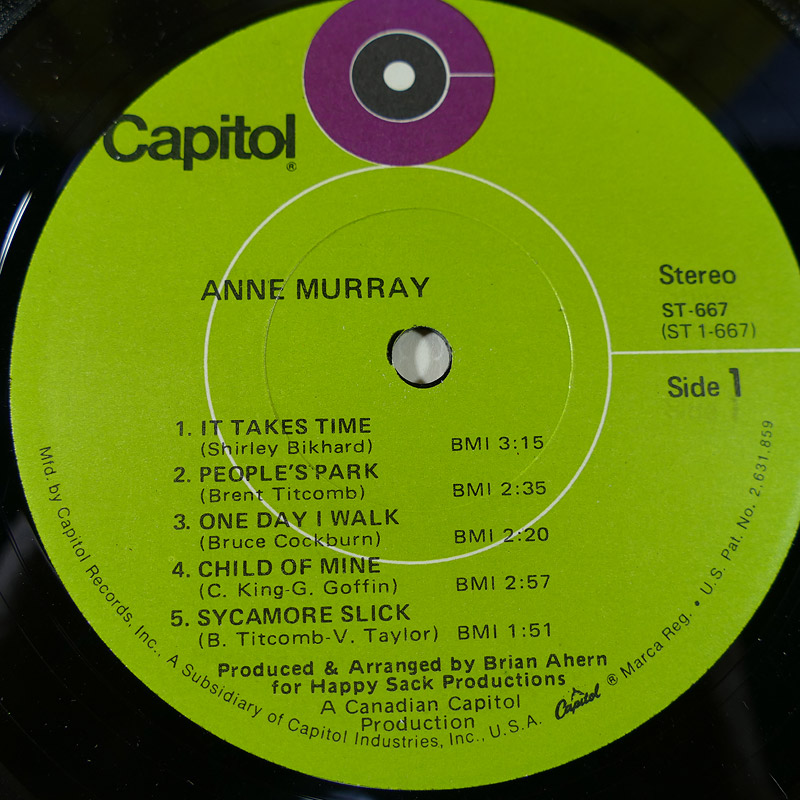 Capitol®
ANNE MURRAY
Stereo
ST-667
(ST 1-667)
Side 1
1. IT TAKES TIME
(Shirley Bikhard) BMI 3:15
2. PEOPLE'S PARK
(Brent Titcomb) BMI 2:35
3. ONE DAY I WALK
(Bruce Cockburn) BMI 2:20
4. CHILD OF MINE
(C. King-G. Goffin) BMI 2:57
5. SYCAMORE SLICK
(B. Titcomb-V. Taylor) BMI 1:51
Produced & Arranged by Brian Ahern
for Happy Sack Productions
A Canadian Capitol
Production
Mfd. by Capitol Records, Inc., A Subsidiary of Capitol Industries, Inc., U.S.A. Capitol ® Marca Reg. • U.S. Pat. No. 2,631,859